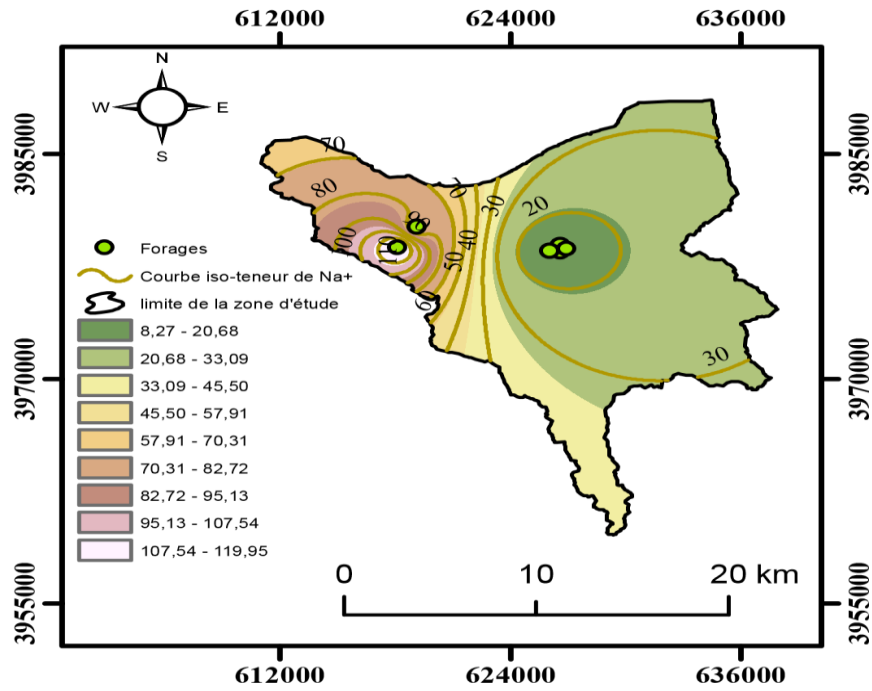 612000 624000 636000
N
W E
S
3985000 3985000
70
80
70
30
20
90
100
110
40
50
60
30
Forages
Courbe iso-teneur de Na+
limite de la zone d'étude
8,27 - 20,68
20,68 - 33,09
33,09 - 45,50
45,50 - 57,91
57,91 - 70,31
70,31 - 82,72
82,72 - 95,13
95,13 - 107,54
107,54 - 119,95
3970000 3970000
0 10 20 km
3955000 3955000
612000 624000 636000